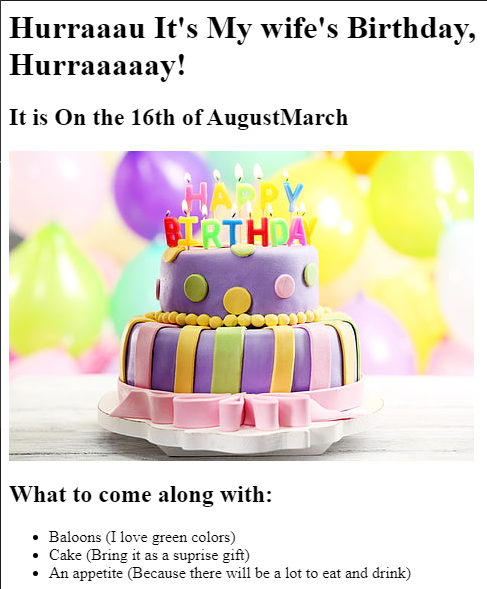 Hurraaau It's My wife's Birthday,
Hurraaaaay!
It is On the 16th of AugustMarch
HAPPY
BIRTHDAY
What to come along with:
Baloons (I love green colors)
Cake (Bring it as a suprise gift)
An appetite (Because there will be a lot to eat and drink)